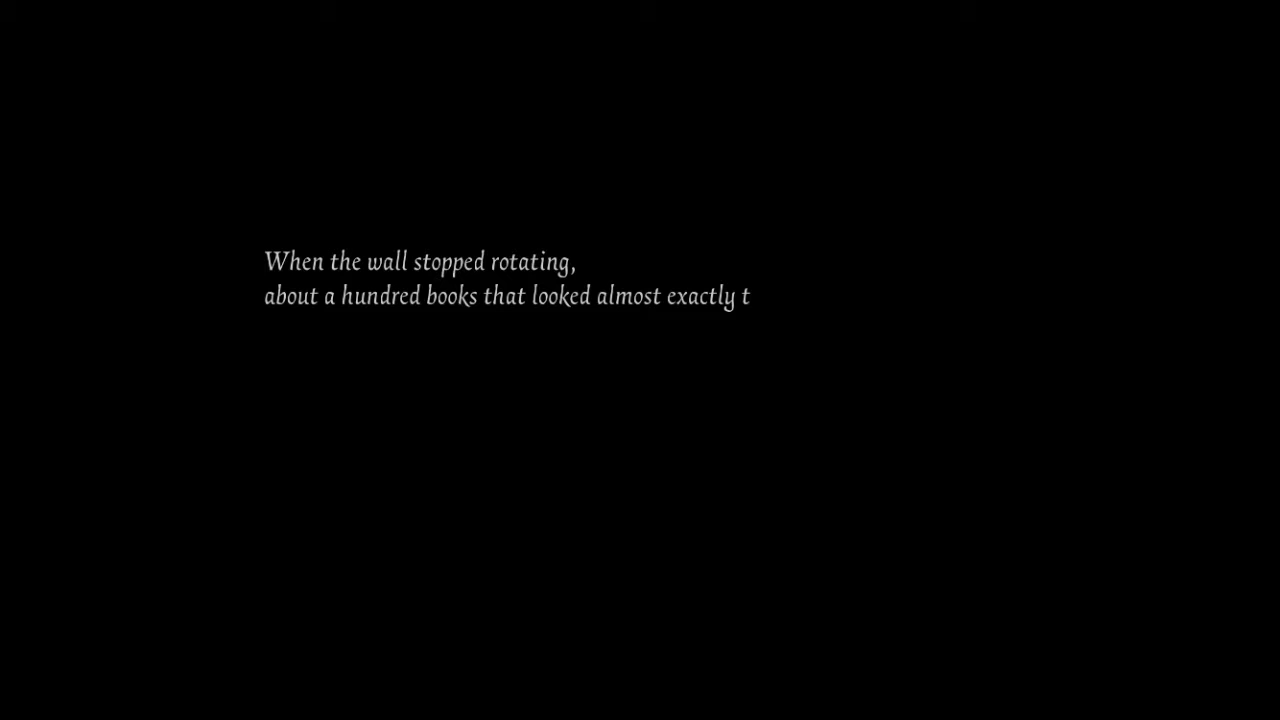 When the wall stopped rotating,
about a hundred books that looked almost exactly t